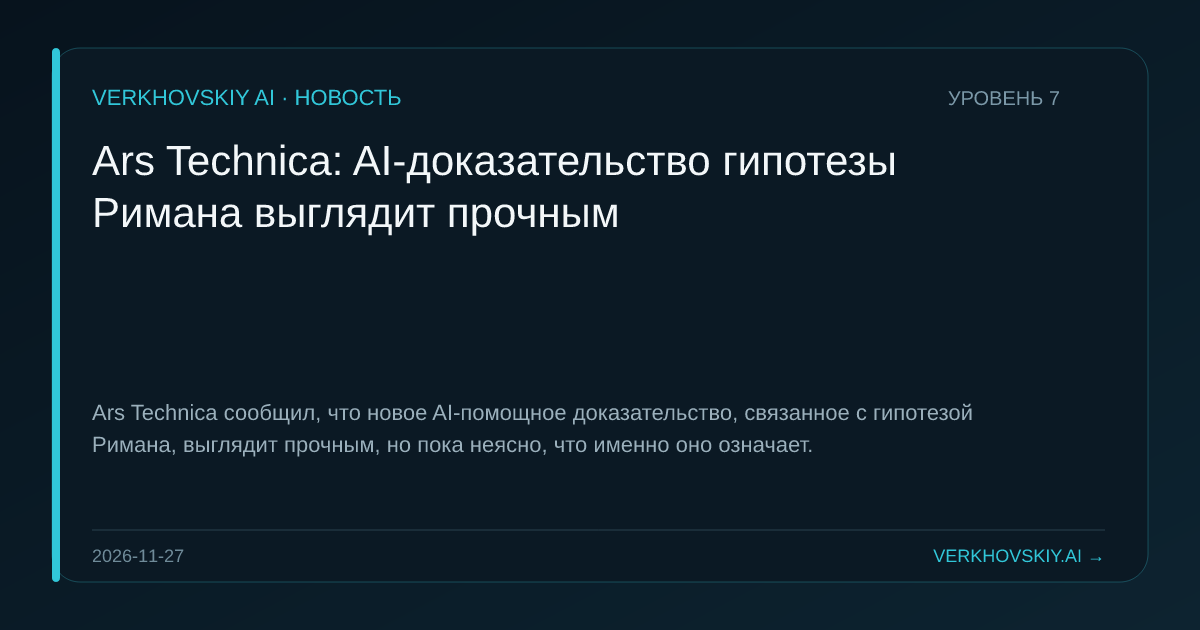 VERKHOVSKIY AI · НОВОСТЬ
УРОВЕНЬ 7
Ars Technica: AI-доказательство гипотезы
Римана выглядит прочным
Ars Technica сообщил, что новое AI-помощное доказательство, связанное с гипотезой
Римана, выглядит прочным, но пока неясно, что именно оно означает.
2026-11-27
VERKHOVSKIY.AI →